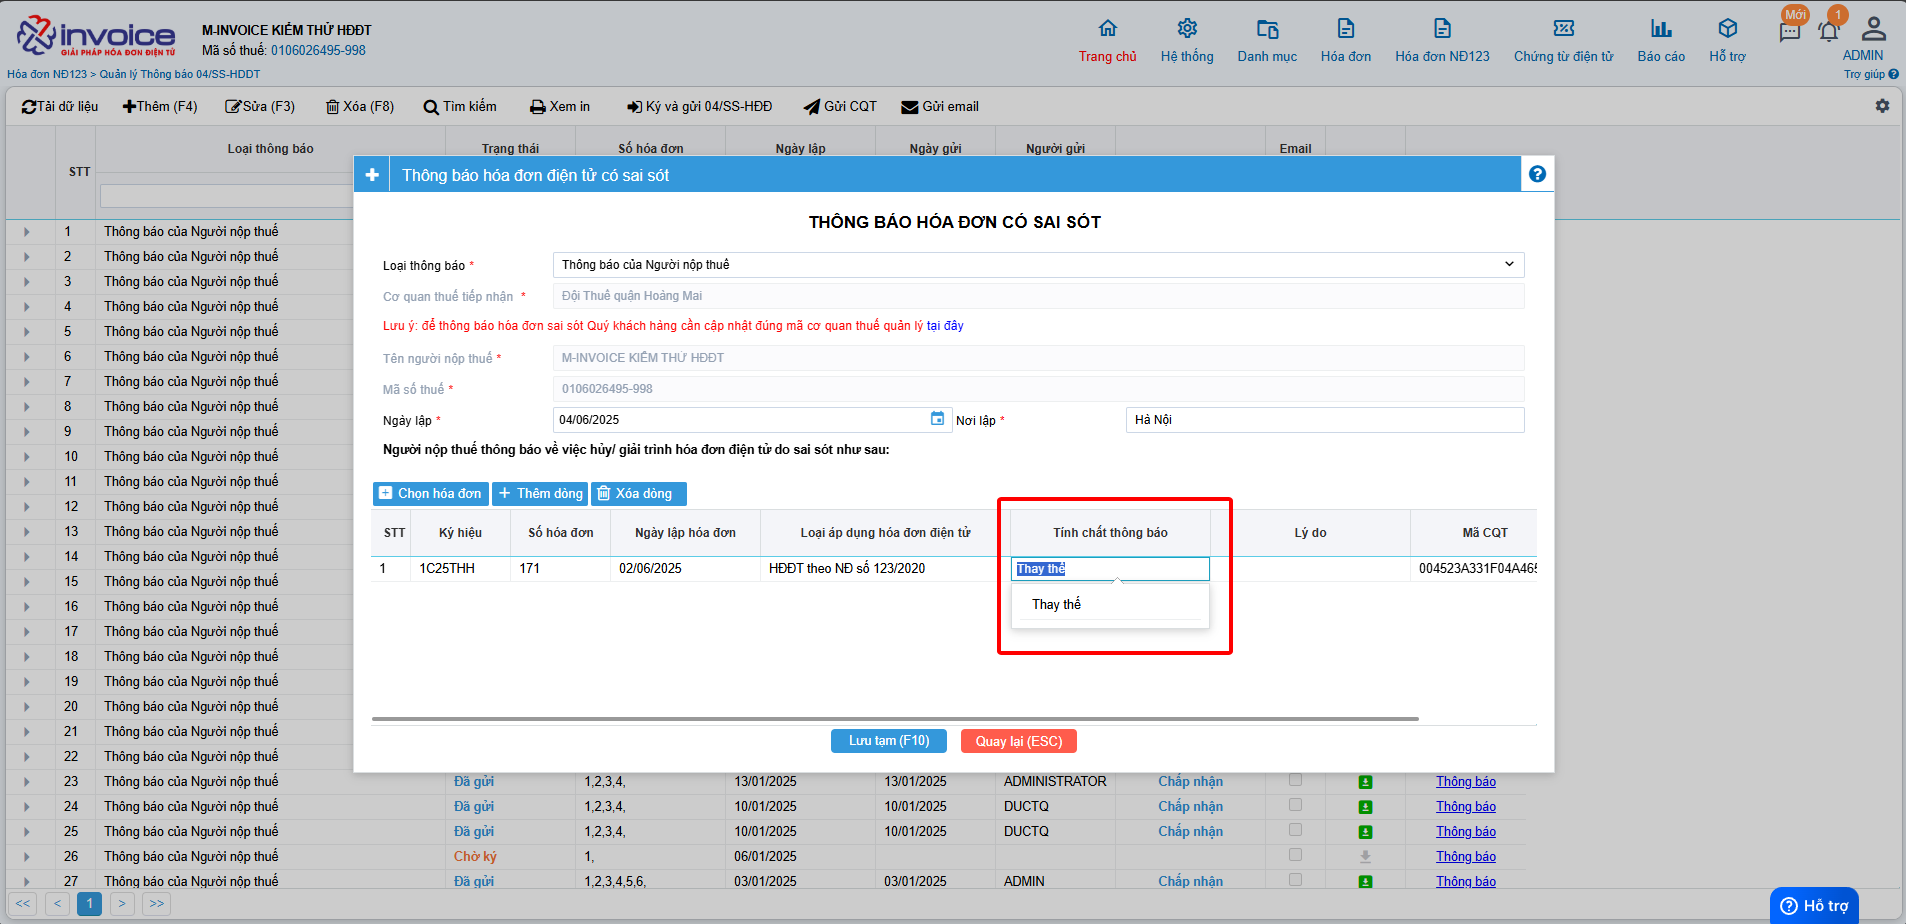 invoice
GIẢI PHÁP HÓA ĐƠN ĐIỆN TỬ
M-INVOICE KIỂM THỬ HĐĐT
Mã số thuế: 0106026495-998
Trang chủ
Hệ thống
Danh mục
Hóa đơn
Hóa đơn NĐ123
Chứng từ điện tử
Báo cáo
Hỗ trợ
Mới
1
ADMIN
Trợ giúp
Hóa đơn NĐ123 > Quản lý Thông báo 04/SS-HDDT
Tải dữ liệu
Thêm (F4)
Sửa (F3)
Xóa (F8)
Tìm kiếm
Xem in
Ký và gửi 04/SS-HĐĐ
Gửi CQT
Gửi email
STT
Loại thông báo
Trạng thái
Số hóa đơn
Ngày lập
Ngày gửi
Người gửi
Email
Thông báo hóa đơn điện tử có sai sót
THÔNG BÁO HÓA ĐƠN CÓ SAI SÓT
Loại thông báo *
Thông báo của Người nộp thuế
Cơ quan thuế tiếp nhận *
Đội Thuế quận Hoàng Mai
Lưu ý: để thông báo hóa đơn sai sót Quý khách hàng cần cập nhật đúng mã cơ quan thuế quản lý tại đây
Tên người nộp thuế *
M-INVOICE KIỂM THỬ HĐĐT
Mã số thuế *
0106026495-998
Ngày lập *
04/06/2025
Nơi lập *
Hà Nội
Người nộp thuế thông báo về việc hủy/ giải trình hóa đơn điện tử do sai sót như sau:
Chọn hóa đơn
Thêm dòng
Xóa dòng
STT
Ký hiệu
Số hóa đơn
Ngày lập hóa đơn
Loại áp dụng hóa đơn điện tử
Tính chất thông báo
Lý do
Mã CQT
1
1C25THH
171
02/06/2025
HĐĐT theo NĐ số 123/2020
Thay thế
004523A331F04A465
Thay thế
Lưu tạm (F10)
Quay lại (ESC)
1 Thông báo của Người nộp thuế
2 Thông báo của Người nộp thuế
3 Thông báo của Người nộp thuế
4 Thông báo của Người nộp thuế
5 Thông báo của Người nộp thuế
6 Thông báo của Người nộp thuế
7 Thông báo của Người nộp thuế
8 Thông báo của Người nộp thuế
9 Thông báo của Người nộp thuế
10 Thông báo của Người nộp thuế
11 Thông báo của Người nộp thuế
12 Thông báo của Người nộp thuế
13 Thông báo của Người nộp thuế
14 Thông báo của Người nộp thuế
15 Thông báo của Người nộp thuế
16 Thông báo của Người nộp thuế
17 Thông báo của Người nộp thuế
18 Thông báo của Người nộp thuế
19 Thông báo của Người nộp thuế
20 Thông báo của Người nộp thuế
21 Thông báo của Người nộp thuế
22 Thông báo của Người nộp thuế
23 Thông báo của Người nộp thuế Đã gửi 1,2,3,4, 13/01/2025 13/01/2025 ADMINISTRATOR Chấp nhận Thông báo
24 Thông báo của Người nộp thuế Đã gửi 1,2,3,4, 10/01/2025 10/01/2025 DUCTQ Chấp nhận Thông báo
25 Thông báo của Người nộp thuế Đã gửi 1,2,3,4, 10/01/2025 10/01/2025 DUCTQ Chấp nhận Thông báo
26 Thông báo của Người nộp thuế Chờ ký 1, 06/01/2025 Thông báo
27 Thông báo của Người nộp thuế Đã gửi 1,2,3,4,5,6, 03/01/2025 03/01/2025 ADMIN Chấp nhận Thông báo
<< < 1 > >>
Hỗ trợ